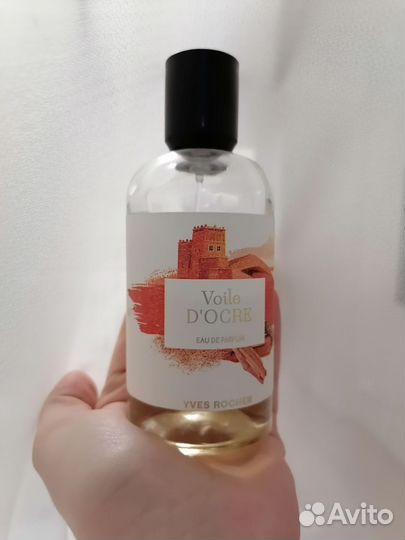 Voile
D'OCRE
EAU DE PARFUM
YVES ROCHER
Avito